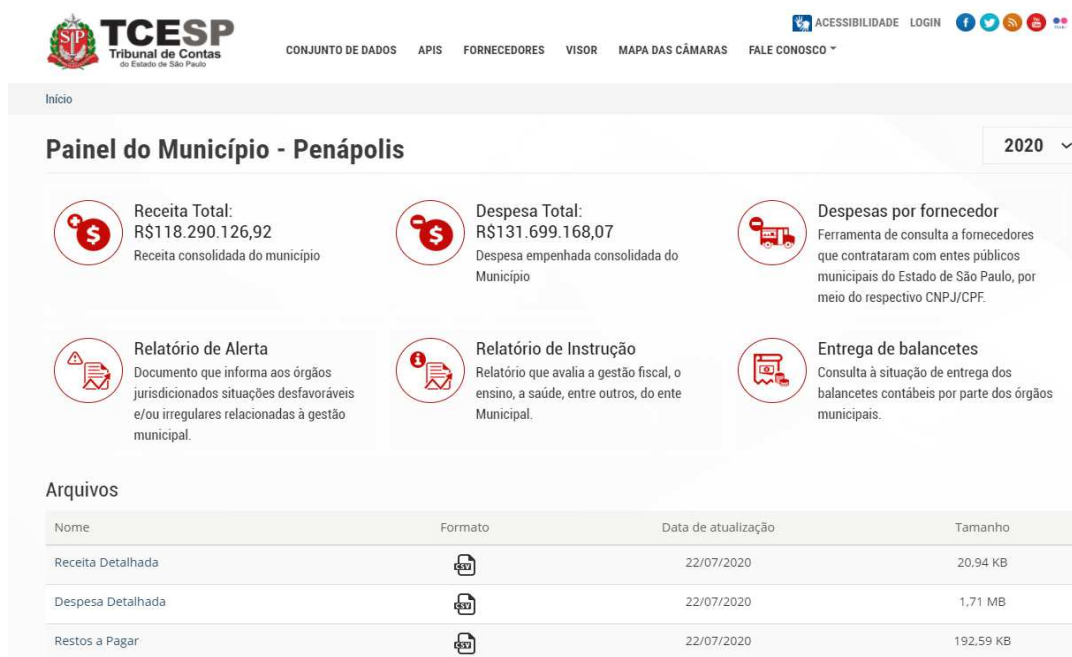 TCESP
Tribunal de Contas
do Estado de São Paulo
ACESSIBILIDADE LOGIN
CONJUNTO DE DADOS APIS FORNECEDORES VISOR MAPA DAS CÂMARAS FALE CONOSCO
Início
Painel do Município - Penápolis
2020
Receita Total:
R$118.290.126,92
Receita consolidada do município
Despesa Total:
R$131.699.168,07
Despesa empenhada consolidada do
Município
Despesas por fornecedor
Ferramenta de consulta a fornecedores
que contrataram com entes públicos
municipais do Estado de São Paulo, por
meio do respectivo CNPJ/CPF.
Relatório de Alerta
Documento que informa aos órgãos
jurisdicionados situações desfavoráveis
e/ou irregulares relacionadas à gestão
municipal.
Relatório de Instrução
Relatório que avalia a gestão fiscal, o
ensino, a saúde, entre outros, do ente
Municipal.
Entrega de balancetes
Consulta à situação de entrega dos
balancetes contábeis por parte dos órgãos
municipais.
Arquivos
Nome Formato Data de atualização Tamanho
Receita Detalhada CSV 22/07/2020 20,94 KB
Despesa Detalhada CSV 22/07/2020 1,71 MB
Restos a Pagar CSV 22/07/2020 192,59 KB